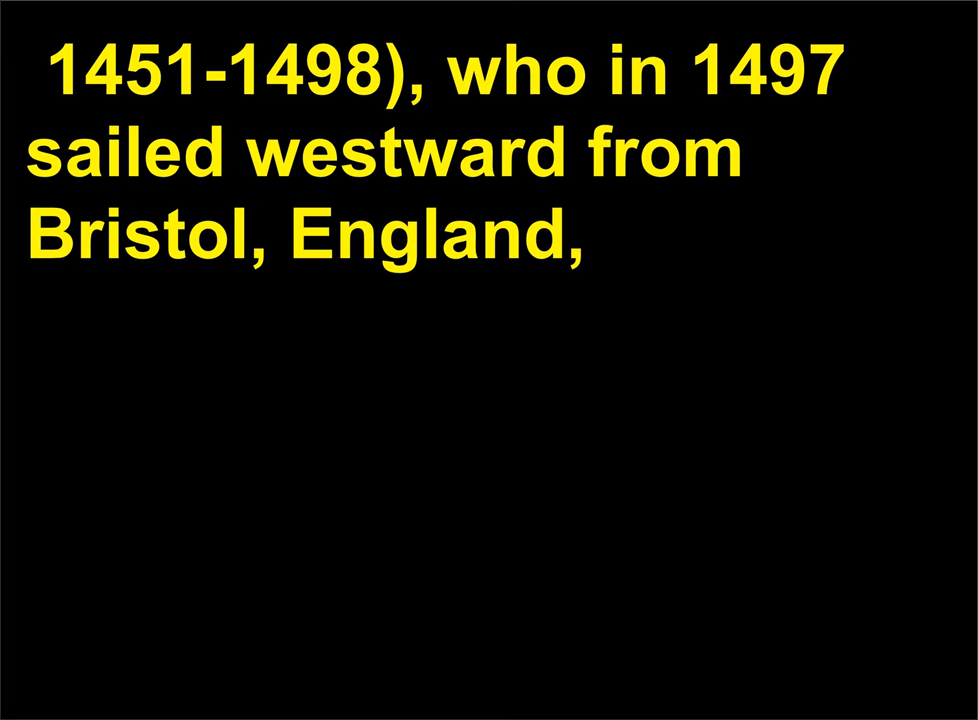 1451-1498), who in 1497
sailed westward from
Bristol, England,